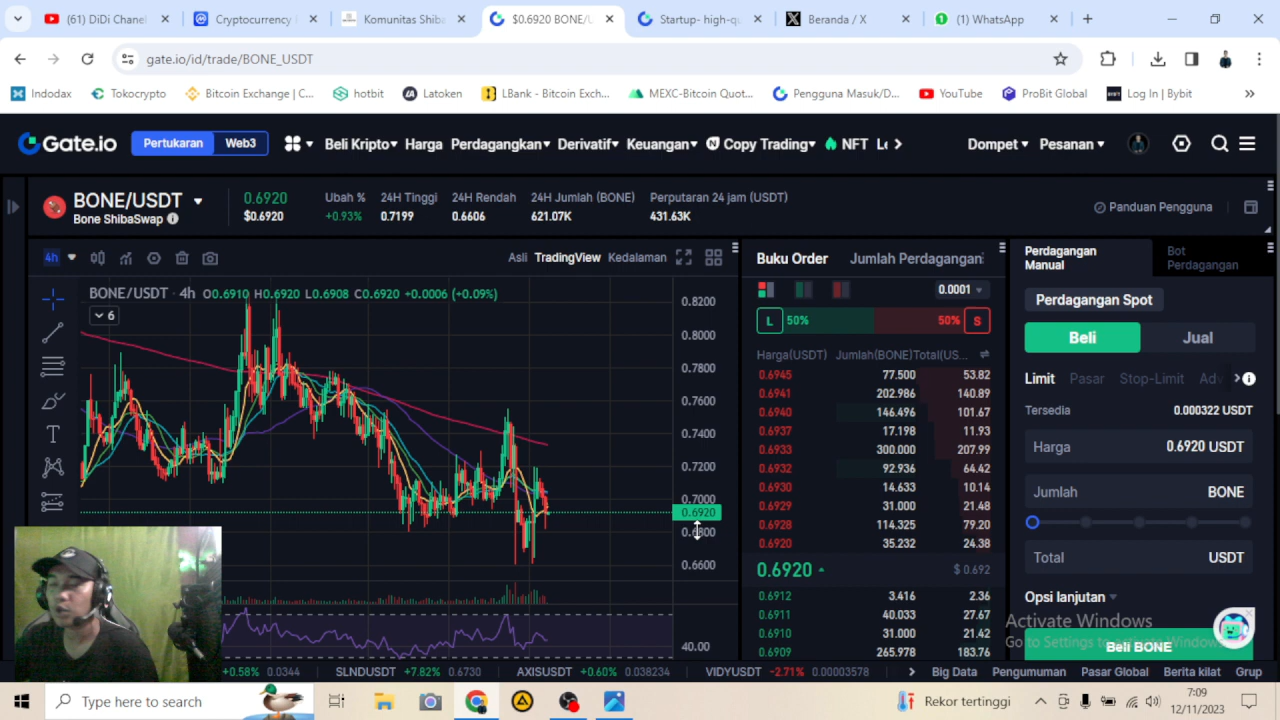 (61) DiDi Chanel
Cryptocurrency
Komunitas Shiba
$0.6920 BONE/U
Startup- high-qu
Beranda / X
(1) WhatsApp
gate.io/id/trade/BONE_USDT
Indodax
Tokocrypto
Bitcoin Exchange | C...
hotbit
Latoken
LBank - Bitcoin Exch...
MEXC-Bitcoin Quot...
Pengguna Masuk/D...
YouTube
ProBit Global
Log In | Bybit
Gate.io
Pertukaran
Web3
Beli Kripto
Harga
Perdagangan
Derivatif
Keuangan
Copy Trading
NFT
Dompet
Pesanan
BONE/USDT
Bone ShibaSwap
0.6920
$0.6920
Ubah %
+0.93%
24H Tinggi
0.7199
24H Rendah
0.6606
24H Jumlah (BONE)
621.07K
Perputaran 24 jam (USDT)
431.63K
Panduan Pengguna
4h
Asli
TradingView
Kedalaman
BONE/USDT · 4h O0.6910 H0.6920 L0.6908 C0.6920 +0.0006 (+0.09%)
6
0.8200
0.8000
0.7800
0.7600
0.7400
0.7200
0.7000
0.6920
0.6800
0.6600
40.00
Buku Order
Jumlah Perdagangan
0.0001
L 50%
50% S
Harga(USDT) Jumlah(BONE) Total(US...
0.6945 77.500 53.82
0.6941 202.986 140.89
0.6940 146.496 101.67
0.6937 17.198 11.93
0.6933 300.000 207.99
0.6932 92.936 64.42
0.6930 14.633 10.14
0.6929 31.000 21.48
0.6928 114.325 79.20
0.6920 35.232 24.38
0.6920 $ 0.692
0.6912 3.416 2.36
0.6911 40.033 27.67
0.6910 31.000 21.42
0.6909 265.978 183.76
Perdagangan Manual
Bot Perdagangan
Perdagangan Spot
Beli
Jual
Limit
Pasar
Stop-Limit
Tersedia 0.000322 USDT
Harga 0.6920 USDT
Jumlah BONE
Total USDT
Opsi lanjutan
Beli BONE
Activate Windows
Go to Settings to activate Windows.
+0.58% 0.0344
SLNDUSDT +7.82% 0.6730
AXISUSDT +0.60% 0.038234
VIDYUSDT -2.71% 0.00003578
Big Data
Pengumuman
Pasar Global
Berita kilat
Grup
Type here to search
Rekor tertinggi
7:09
12/11/2023